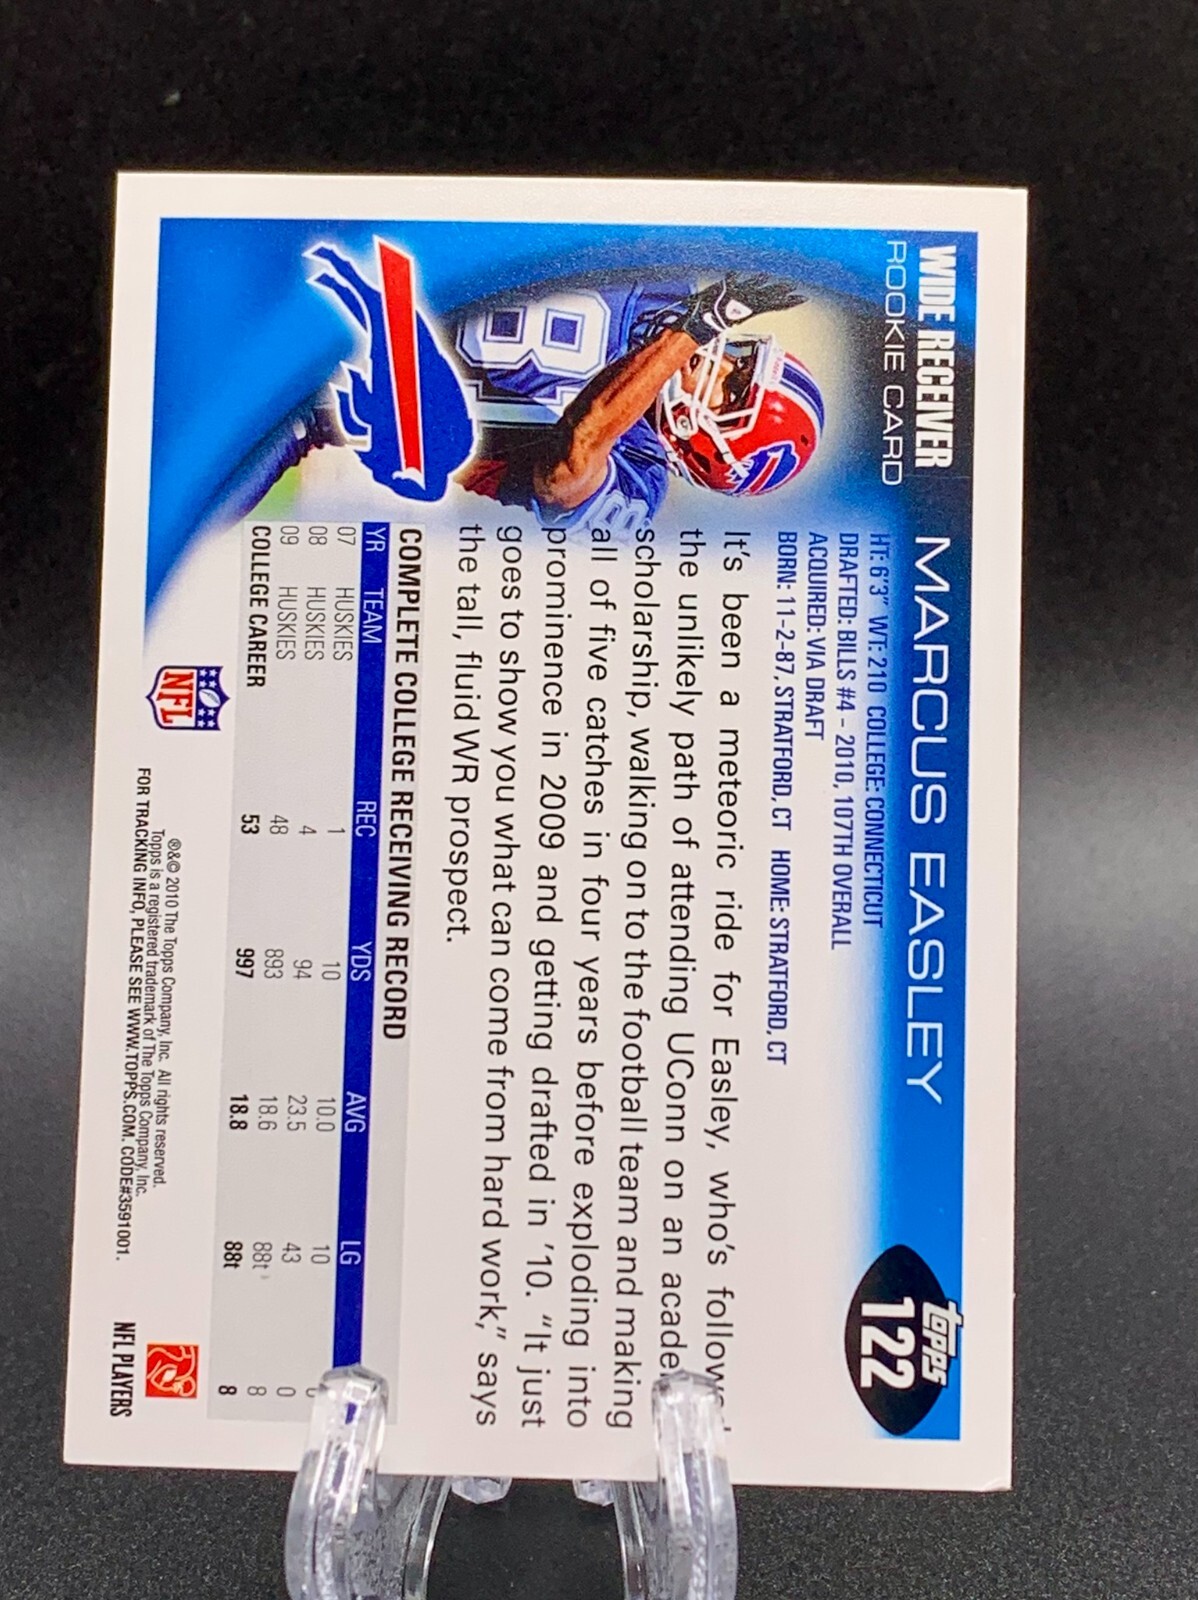 WIDE RECEIVER
ROOKIE CARD
MARCUS EASLEY
topps
122
HT: 6'3" WT: 210 COLLEGE: CONNECTICUT
DRAFTED: BILLS #4 - 2010, 107TH OVERALL
ACQUIRED: VIA DRAFT
BORN: 11-2-87, STRATFORD, CT HOME: STRATFORD, CT
It's been a meteoric ride for Easley, who's
the unlikely path of attending UConn on an
scholarship, walking on to the football team and making
all of five catches in four years before exploding into
prominence in 2009 and getting drafted in '10. "It just
goes to show you what can come from hard work," says
the tall, fluid WR prospect.
COMPLETE COLLEGE RECEIVING RECORD
YR TEAM REC YDS AVG LG
07 HUSKIES 1 10 10.0 10
08 HUSKIES 4 94 23.5 43 0
09 HUSKIES 48 893 18.6 88t 8
COLLEGE CAREER 53 997 18.8 88t 8
NFL
®&© 2010 The Topps Company, Inc. All rights reserved.
Topps is a registered trademark of The Topps Company, Inc.
FOR TRACKING INFO, PLEASE SEE WWW.TOPPS.COM. CODE#3591001.
NFL PLAYERS
8